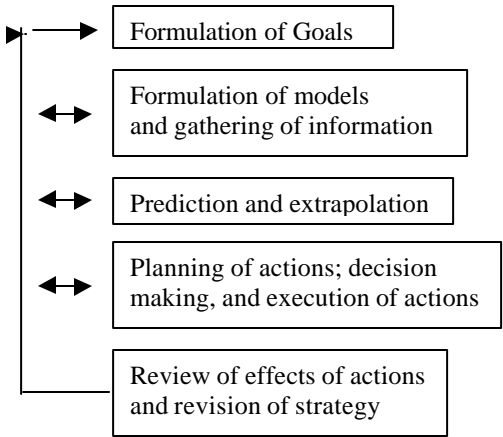 Formulation of Goals
Formulation of models
and gathering of information
Prediction and extrapolation
Planning of actions; decision
making, and execution of actions
Review of effects of actions
and revision of strategy